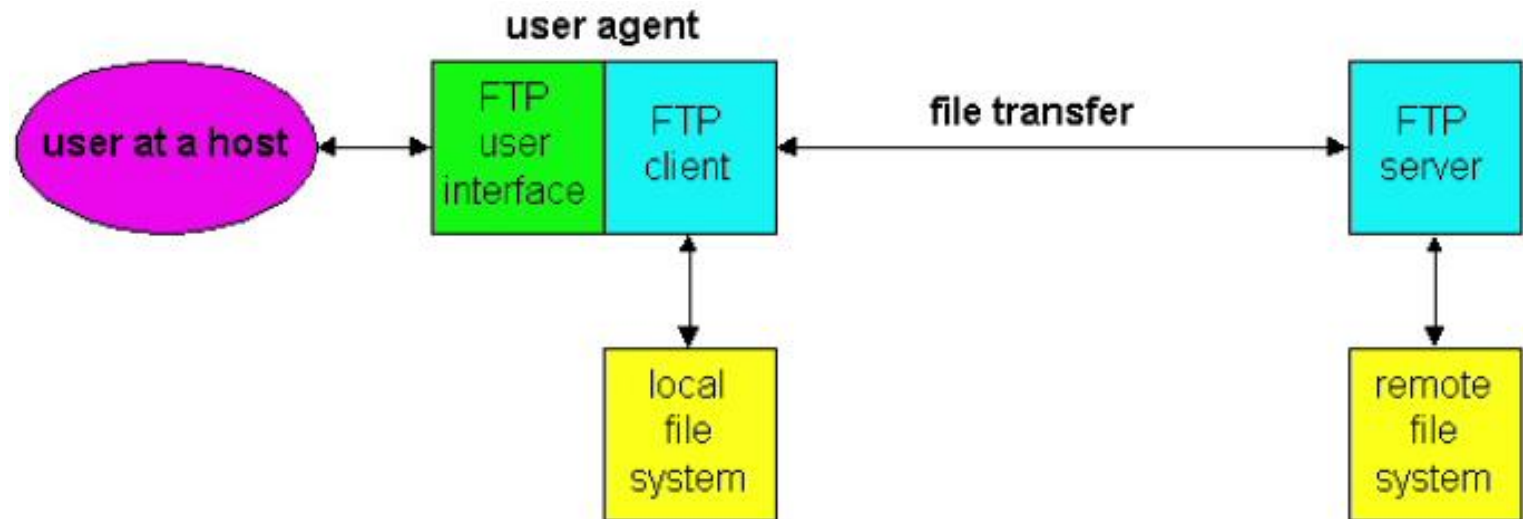 user agent
user at a host
FTP
user
interface
FTP
client
file transfer
FTP
server
local
file
system
remote
file
system